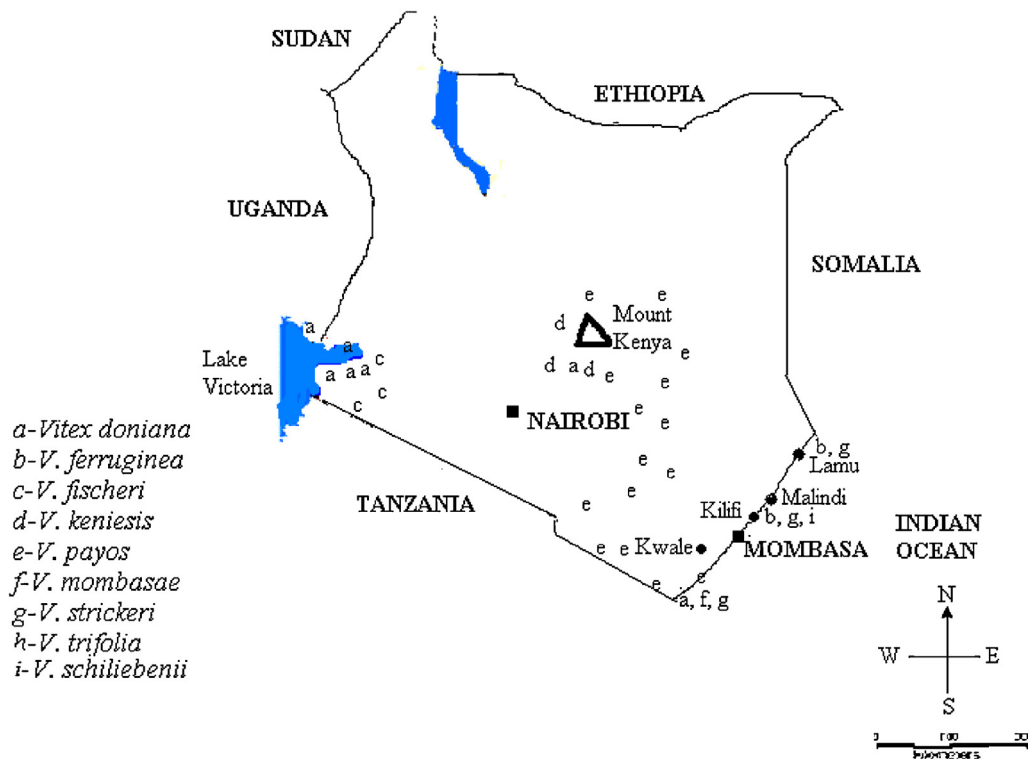 SUDAN
ETHIOPIA
UGANDA
SOMALIA
e e
d Mount
Kenya
a
a c e
Lake
Victoria
a a a c
d a d e e
c
e
NAIROBI e
a-Vitex doniana
b-V. ferruginea
c-V. fischeri
d-V. keniesis
e-V. payos
f-V. mombasae
g-V. strickeri
h-V. trifolia
i-V. schiliebenii
b, g
Lamu
e e
TANZANIA
e
e
Malindi
Kilifi
b, g, i
INDIAN
OCEAN
e e Kwale
MOMBASA
e e
a, f, g
N
W E
S